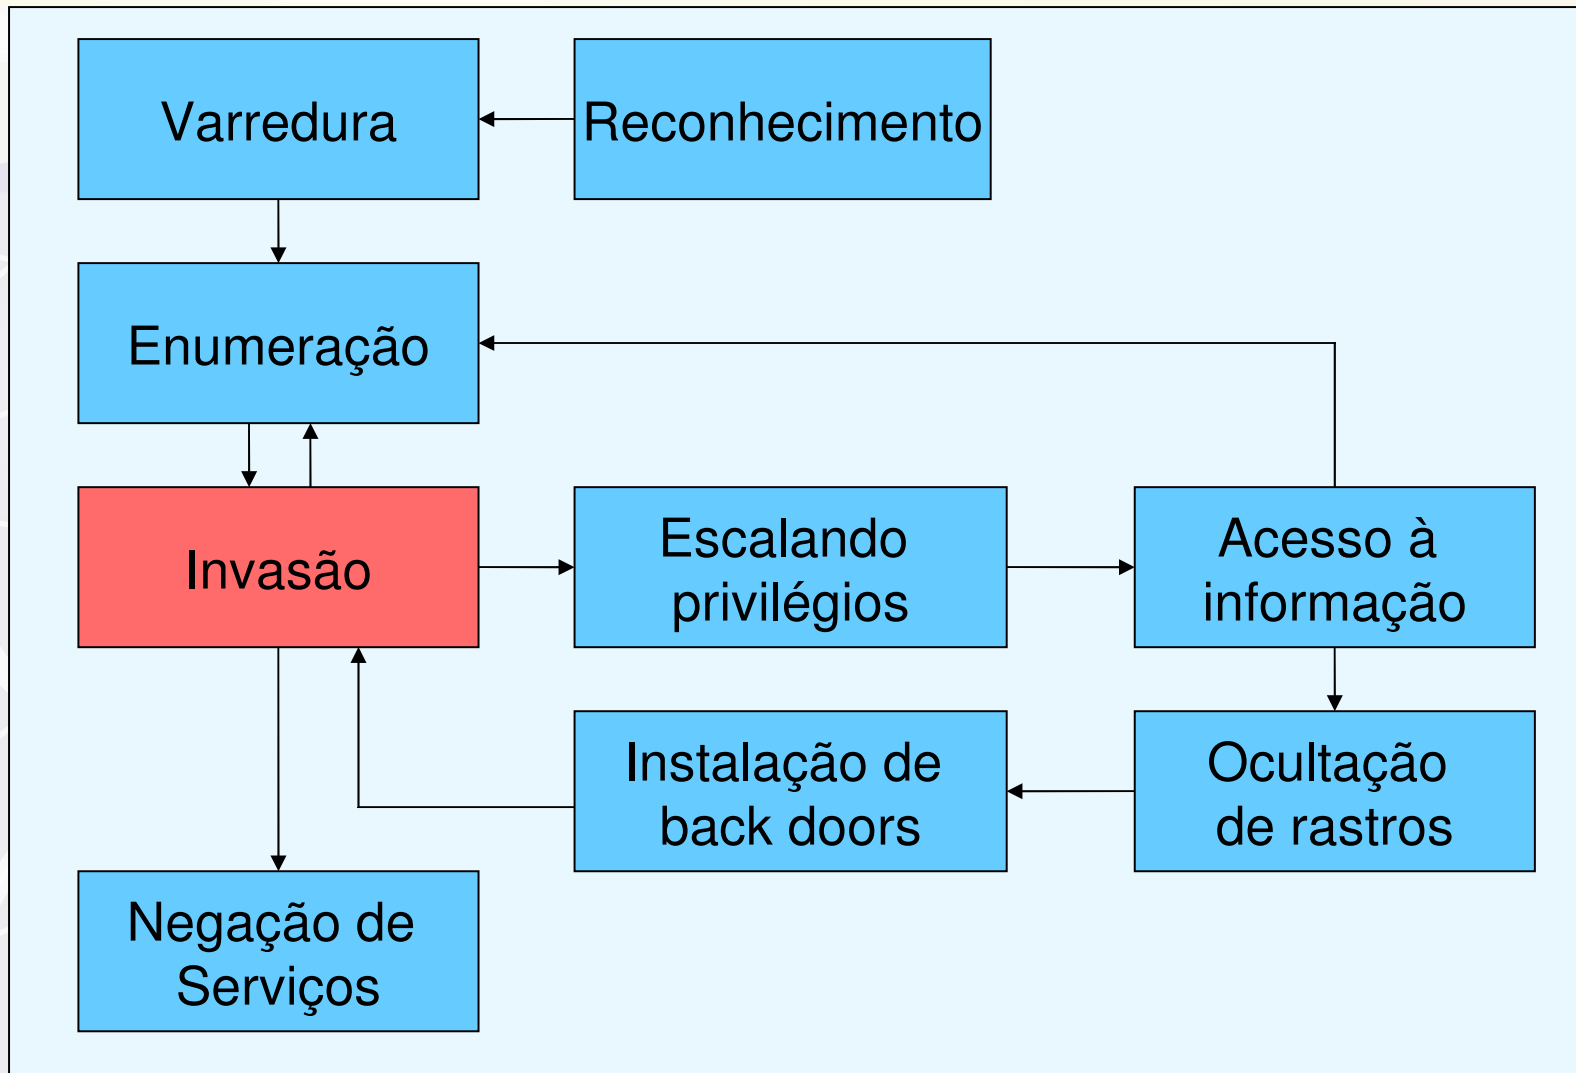 Varredura
Reconhecimento
Enumeração
Invasão
Escalando
privilégios
Acesso à
informação
Instalação de
back doors
Ocultação
de rastros
Negação de
Serviços